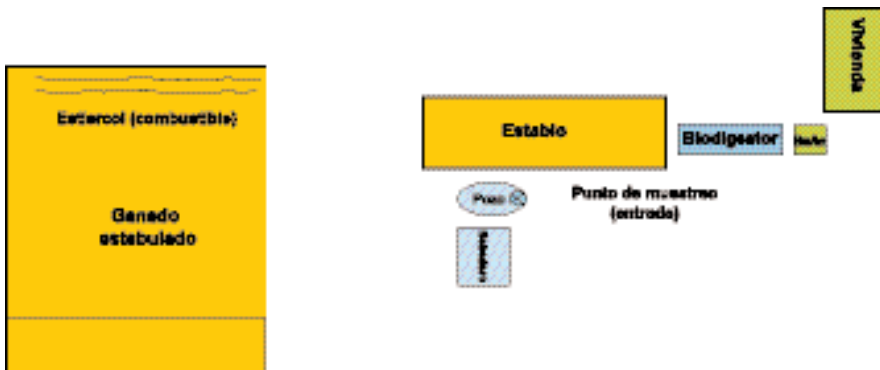 Estiercol (combustible)
Ganado
estabulado
Establo
Biodigestor
Vivienda
Pozo
Punto de muestreo
(entrada)